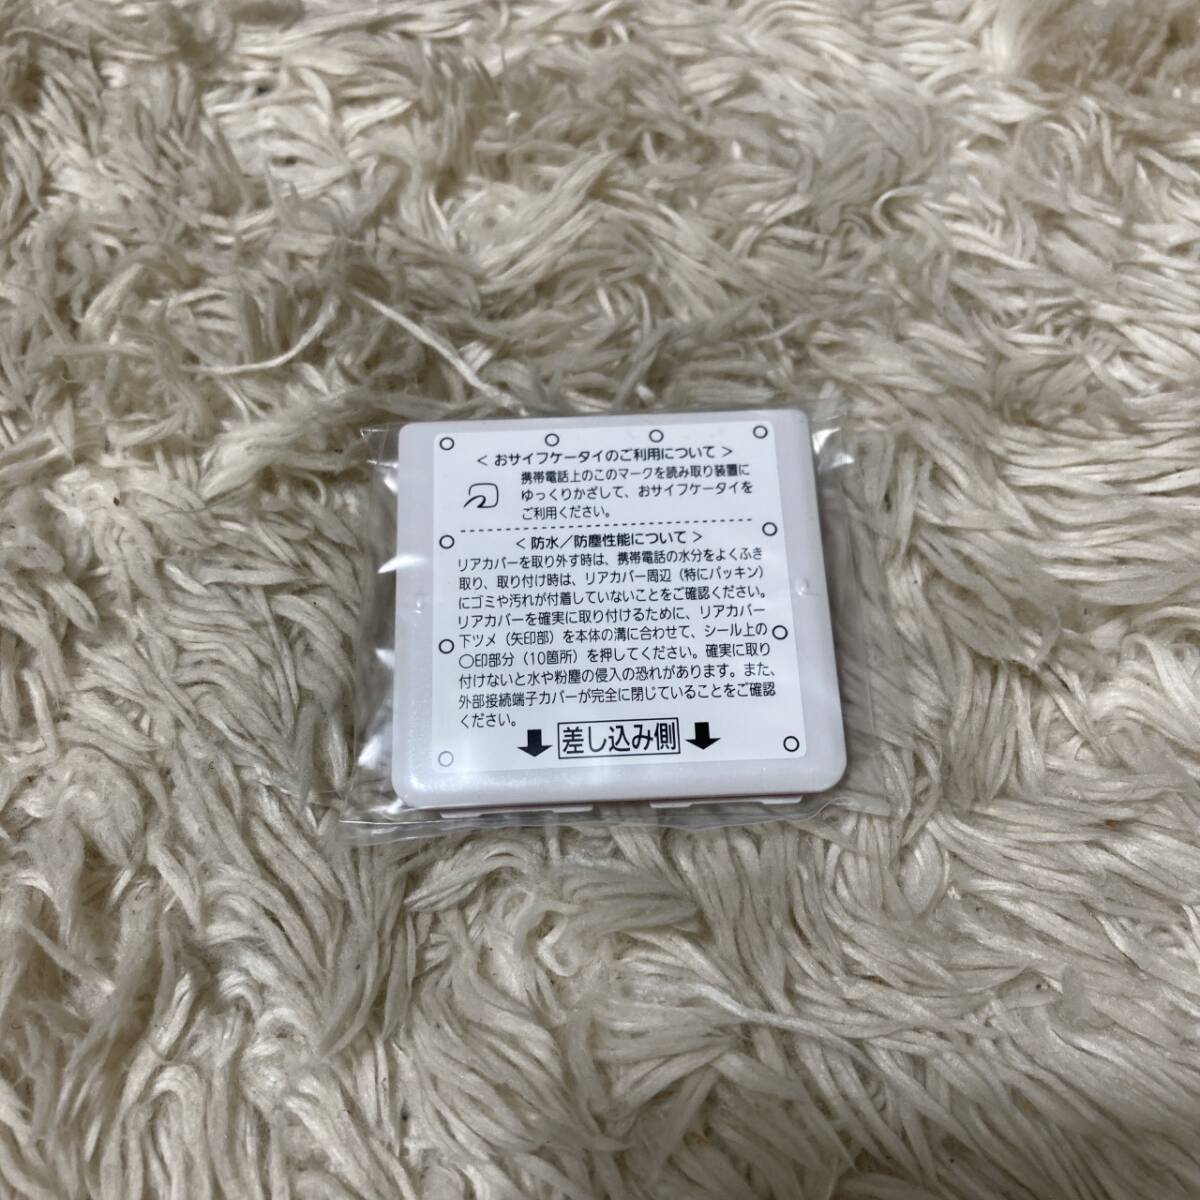 ＜おサイフケータイのご利用について＞
携帯電話上のこのマークを読み取り装置に
ゆっくりかざして、おサイフケータイを
ご利用ください。
＜防水／防塵性能について＞
リアカバーを取り外す時は、携帯電話の水分をよくふき
取り、取り付け時は、リアカバー周辺（特にパッキン）
にゴミや汚れが付着していないことをご確認ください。
リアカバーを確実に取り付けるために、リアカバー
下ツメ（矢印部）を本体の溝に合わせて、シール上の
〇印部分（10箇所）を押してください。確実に取り
付けないと水や粉塵の侵入の恐れがあります。また、
外部接続端子カバーが完全に閉じていることをご確認
ください。
差し込み側